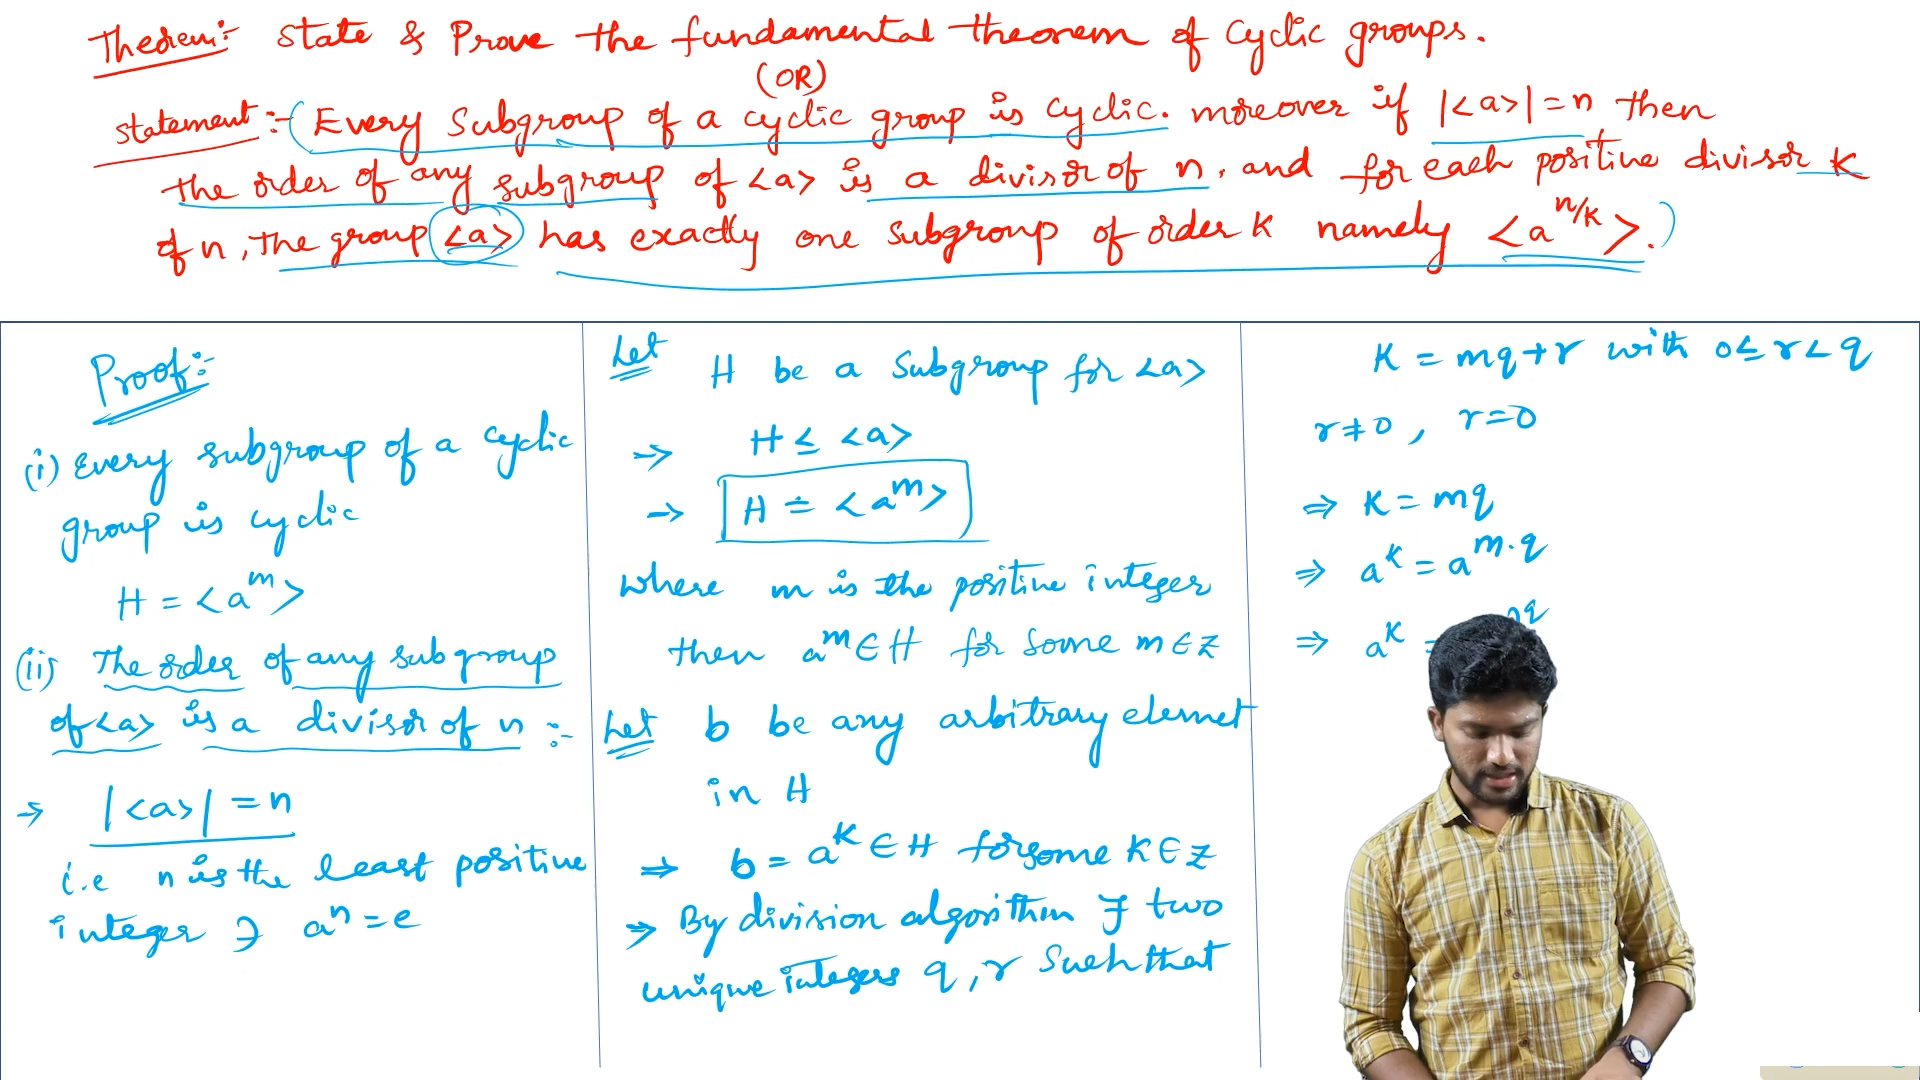 Theorem:- State & Prove the fundamental theorem of Cyclic groups.
(OR)
Statement:- (Every Subgroup of a cyclic group is cyclic. moreover if |<a>| = n then
the order of any subgroup of <a> is a divisor of n, and for each positive divisor K
of n, the group <a> has exactly one subgroup of order K namely <a^{n/K}>.)
Proof:-
(i) Every subgroup of a cyclic
group is cyclic
H = <a^m>
(ii) The order of any subgroup
of <a> is a divisor of n :-
→ |<a>| = n
i.e n is the least positive
integer ∋ a^n = e
Let H be a Subgroup for <a>
→ H ≤ <a>
→ H ≐ <a^m>
Where m is the positive integer
then a^m ∈ H for some m ∈ Z
Let b be any arbitrary elemet
in H
⇒ b = a^K ∈ H for some K ∈ Z
⇒ By division algorithm ∃ two
unique integers q, r Such that
K = mq + r with 0 ≤ r < q
r ≠ 0, r = 0
⇒ K = mq
⇒ a^K = a^{m·q}
⇒ a^K =